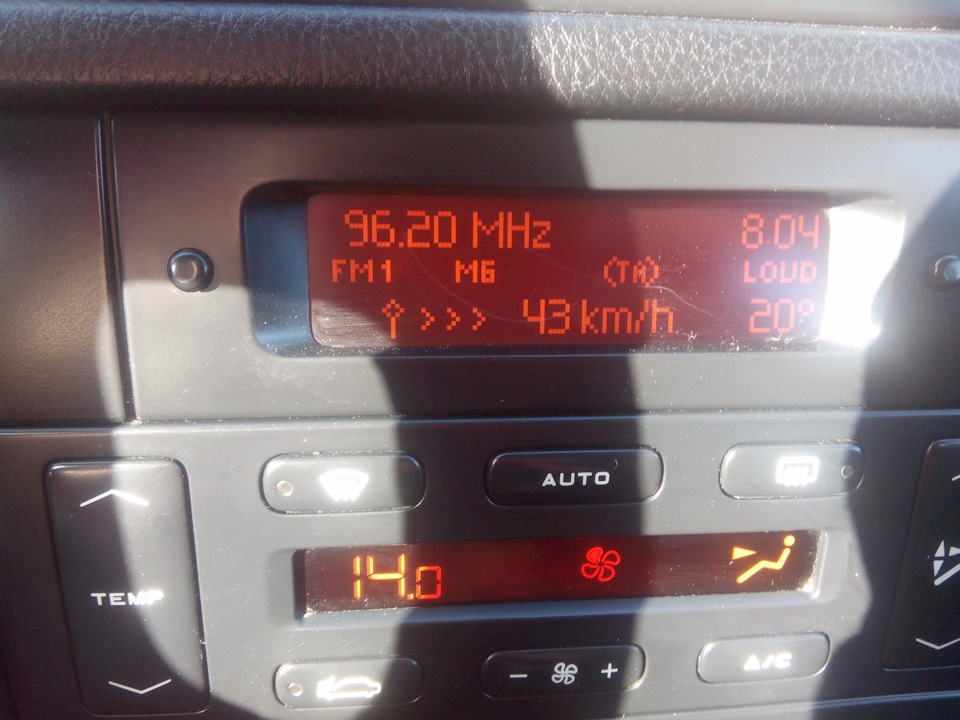 96.20 MHz 8:04
FM1 M6 (TA) LOUD
>>> 43 km/h 20°
AUTO
14.0
TEMP
- +
A/C